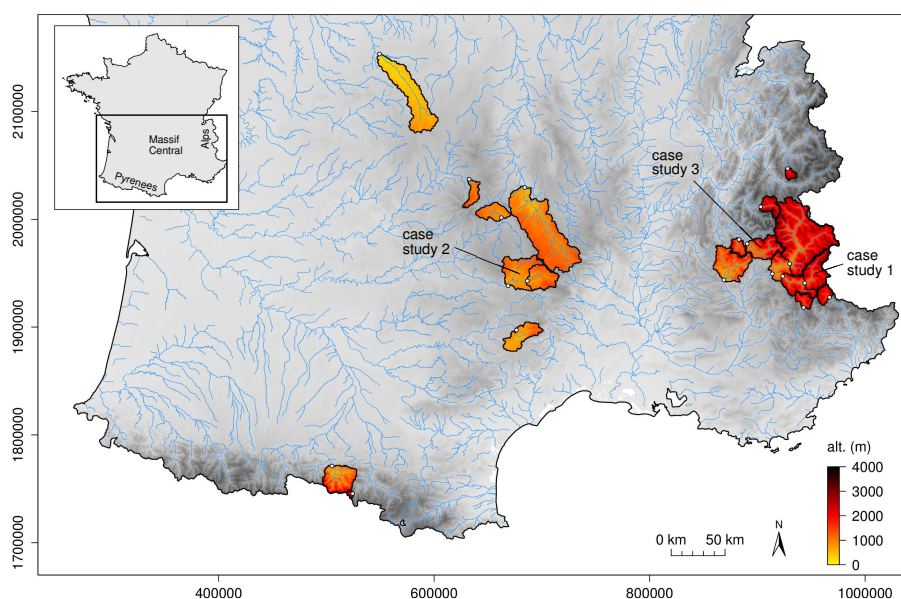 Massif
Central
Alps
Pyrenees
case
study 3
case
study 2
case
study 1
2100000
2000000
1900000
1800000
1700000
alt. (m)
4000
3000
2000
1000
0
N
0 km 50 km
400000 600000 800000 1000000